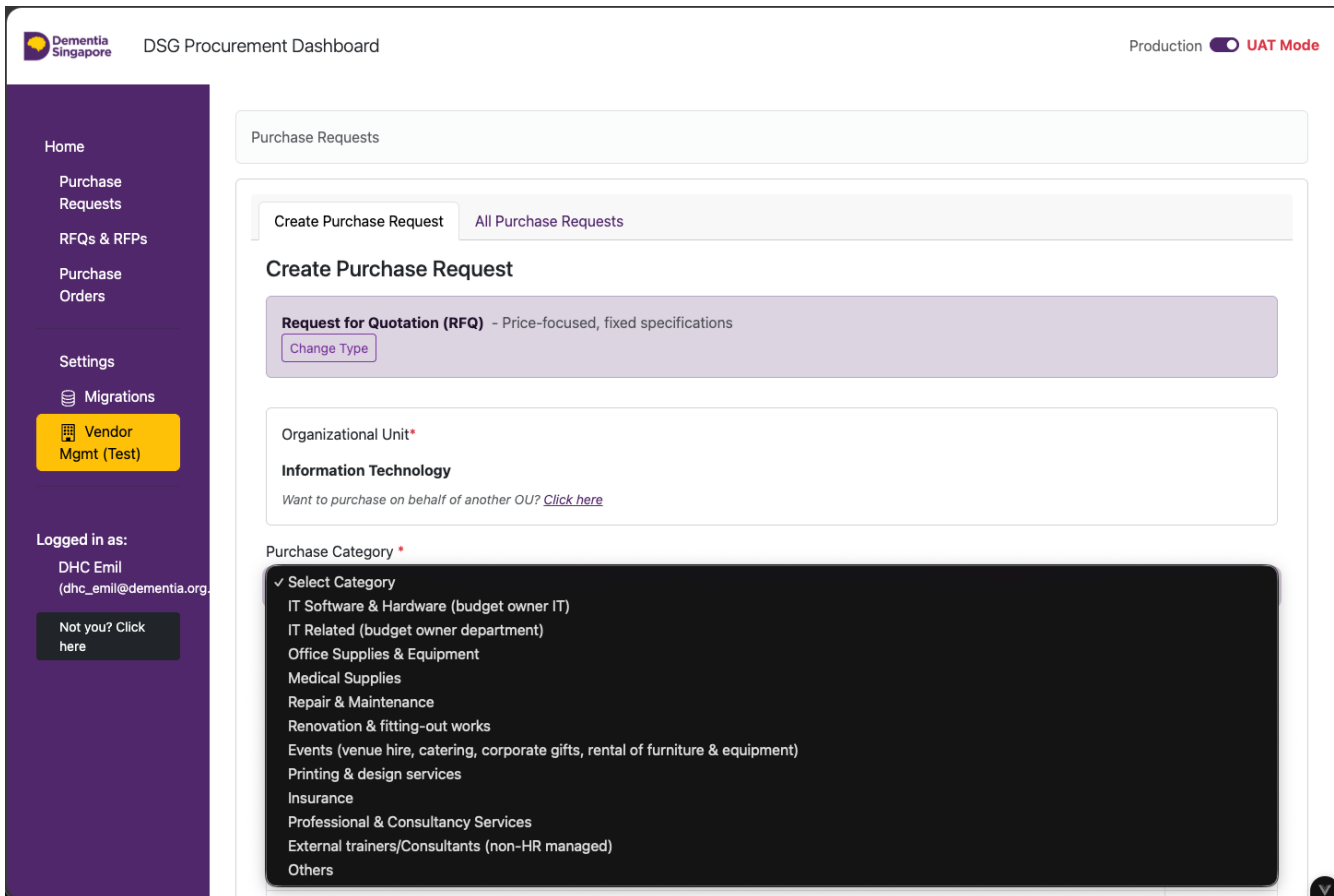 Dementia
Singapore
DSG Procurement Dashboard
Production
UAT Mode
Home
Purchase
Requests
RFQs & RFPs
Purchase
Orders
Settings
Migrations
Vendor
Mgmt (Test)
Logged in as:
DHC Emil
(dhc_emil@dementia.org.
Not you? Click
here
Purchase Requests
Create Purchase Request
All Purchase Requests
Create Purchase Request
Request for Quotation (RFQ) - Price-focused, fixed specifications
Change Type
Organizational Unit*
Information Technology
Want to purchase on behalf of another OU? Click here
Purchase Category *
✓ Select Category
IT Software & Hardware (budget owner IT)
IT Related (budget owner department)
Office Supplies & Equipment
Medical Supplies
Repair & Maintenance
Renovation & fitting-out works
Events (venue hire, catering, corporate gifts, rental of furniture & equipment)
Printing & design services
Insurance
Professional & Consultancy Services
External trainers/Consultants (non-HR managed)
Others